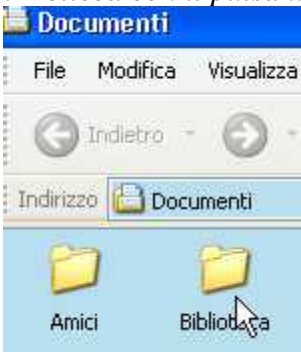 Documenti
File Modifica Visualizza
Indietro
Indirizzo Documenti
Amici Biblioteca